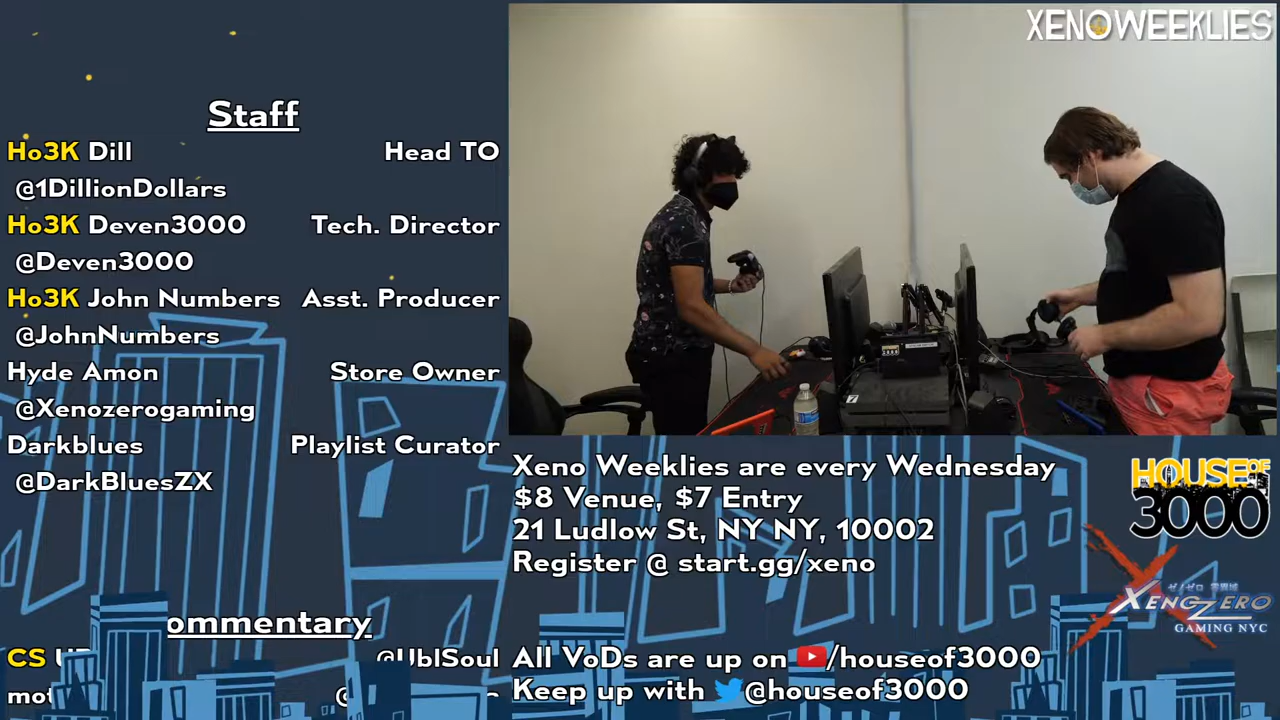 XENOWEEKLIES
Staff
Ho3K Dill Head TO
@1DillionDollars
Ho3K Deven3000 Tech. Director
@Deven3000
Ho3K John Numbers Asst. Producer
@JohnNumbers
Hyde Amon Store Owner
@Xenozerogaming
Darkblues Playlist Curator
@DarkBluesZX
ommentary
CS @UblSoul
Xeno Weeklies are every Wednesday
$8 Venue, $7 Entry
21 Ludlow St, NY NY, 10002
Register @ start.gg/xeno
All VoDs are up on /houseof3000
Keep up with @houseof3000
HOUSE OF
3000
XENOZERO
GAMING NYC